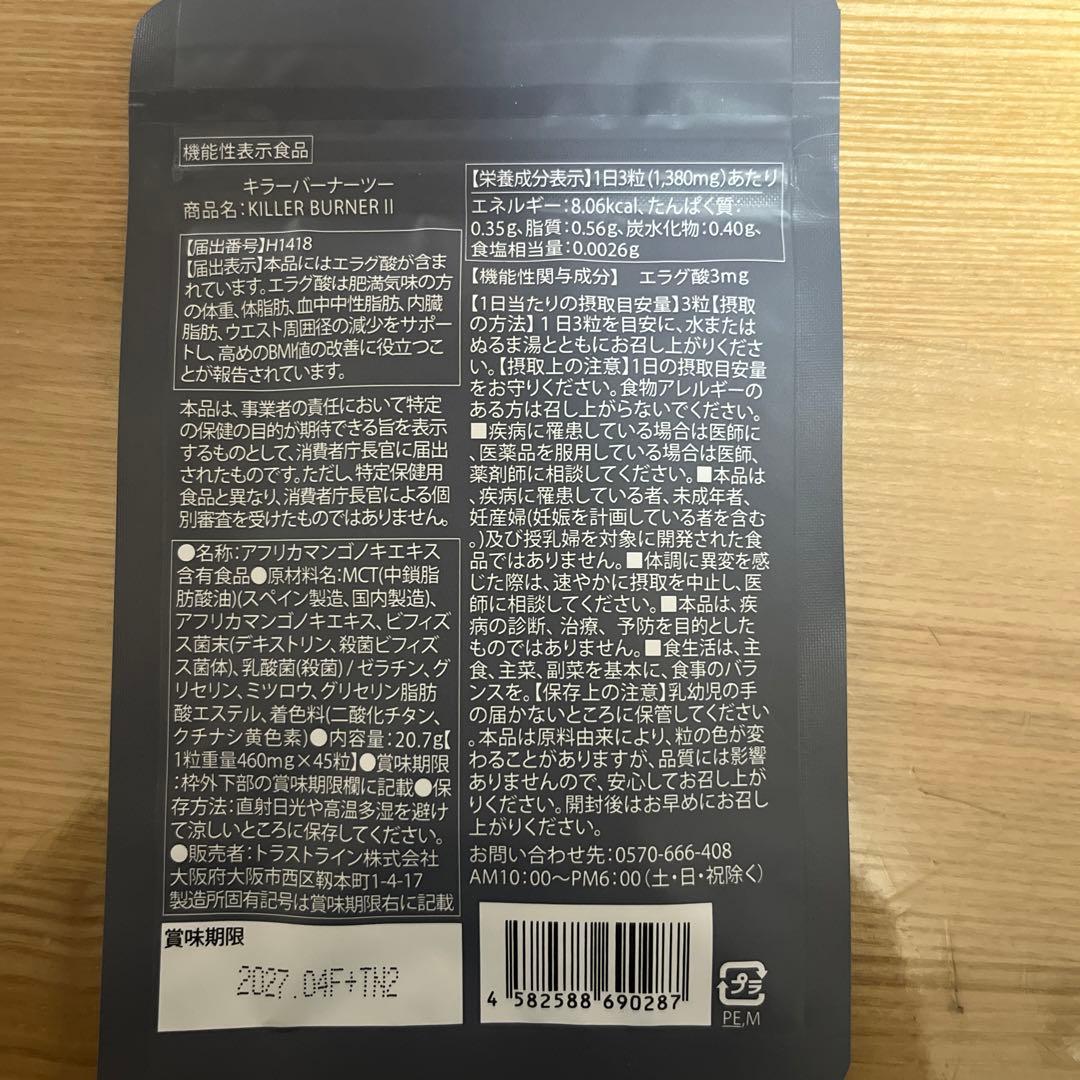 機能性表示食品
キラーバーナーツー
商品名:KILLER BURNER II
【届出番号】H1418
【届出表示】本品にはエラグ酸が含ま
れています。エラグ酸は肥満気味の方
の体重、体脂肪、血中中性脂肪、内臓
脂肪、ウエスト周囲径の減少をサポー
トし、高めのBMI値の改善に役立つこ
とが報告されています。
本品は、事業者の責任において特定
の保健の目的が期待できる旨を表示
するものとして、消費者庁長官に届出
されたものです。ただし、特定保健用
食品と異なり、消費者庁長官による個
別審査を受けたものではありません。
●名称:アフリカマンゴノキエキス
含有食品●原材料名:MCT(中鎖脂
肪酸油)(スペイン製造、国内製造)、
アフリカマンゴノキエキス、ビフィズ
ス菌末(デキストリン、殺菌ビフィズ
ス菌体)、乳酸菌(殺菌) / ゼラチン、グ
リセリン、ミツロウ、グリセリン脂肪
酸エステル、着色料(二酸化チタン、
クチナシ黄色素)●内容量:20.7g【
1粒重量460mg×45粒】●賞味期限
:枠外下部の賞味期限欄に記載●保
存方法:直射日光や高温多湿を避け
て涼しいところに保存してください。
●販売者:トラストライン株式会社
大阪府大阪市西区靱本町1-4-17
製造所固有記号は賞味期限右に記載
賞味期限
2027.04F+TN2
【栄養成分表示】1日3粒(1,380mg)あたり
エネルギー:8.06kcal、たんぱく質:
0.35g、脂質:0.56g、炭水化物:0.40g、
食塩相当量:0.0026g
【機能性関与成分】 エラグ酸3mg
【1日当たりの摂取目安量】3粒【摂取
の方法】1日3粒を目安に、水または
ぬるま湯とともにお召し上がりくださ
い。【摂取上の注意】1日の摂取目安量
をお守りください。食物アレルギーの
ある方は召し上がらないでください。
■疾病に罹患している場合は医師に
、医薬品を服用している場合は医師、
薬剤師に相談してください。■本品は
、疾病に罹患している者、未成年者、
妊産婦(妊娠を計画している者を含む
。)及び授乳婦を対象に開発された食
品ではありません。■体調に異変を感
じた際は、速やかに摂取を中止し、医
師に相談してください。■本品は、疾
病の診断、治療、予防を目的とした
ものではありません。■食生活は、主
食、主菜、副菜を基本に、食事のバラ
ンスを。【保存上の注意】乳幼児の手
の届かないところに保管してください
。本品は原料由来により、粒の色が変
わることがありますが、品質には影響
ありませんので、安心してお召し上が
りください。開封後はお早めにお召し
上がりください。
お問い合わせ先:0570-666-408
AM10:00〜PM6:00(土・日・祝除く)
4 582588 690287
プラ
PE,M